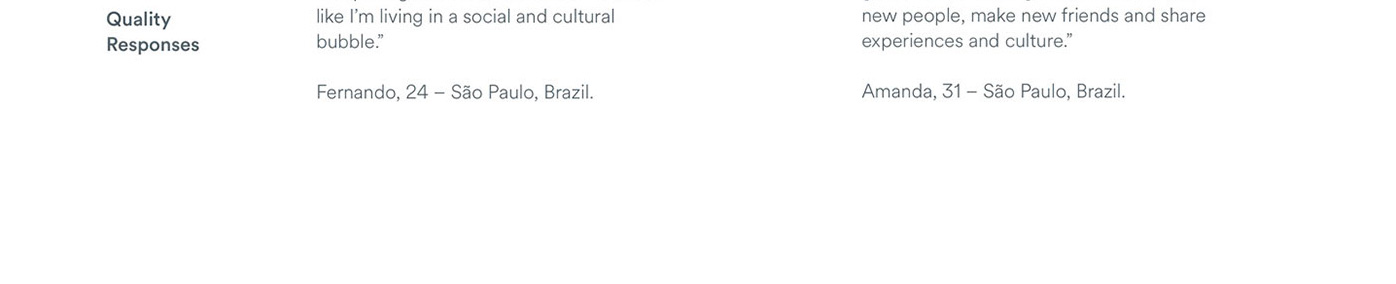 Quality
Responses
like I'm living in a social and cultural
bubble.”
Fernando, 24 – São Paulo, Brazil.
new people, make new friends and share
experiences and culture.”
Amanda, 31 – São Paulo, Brazil.